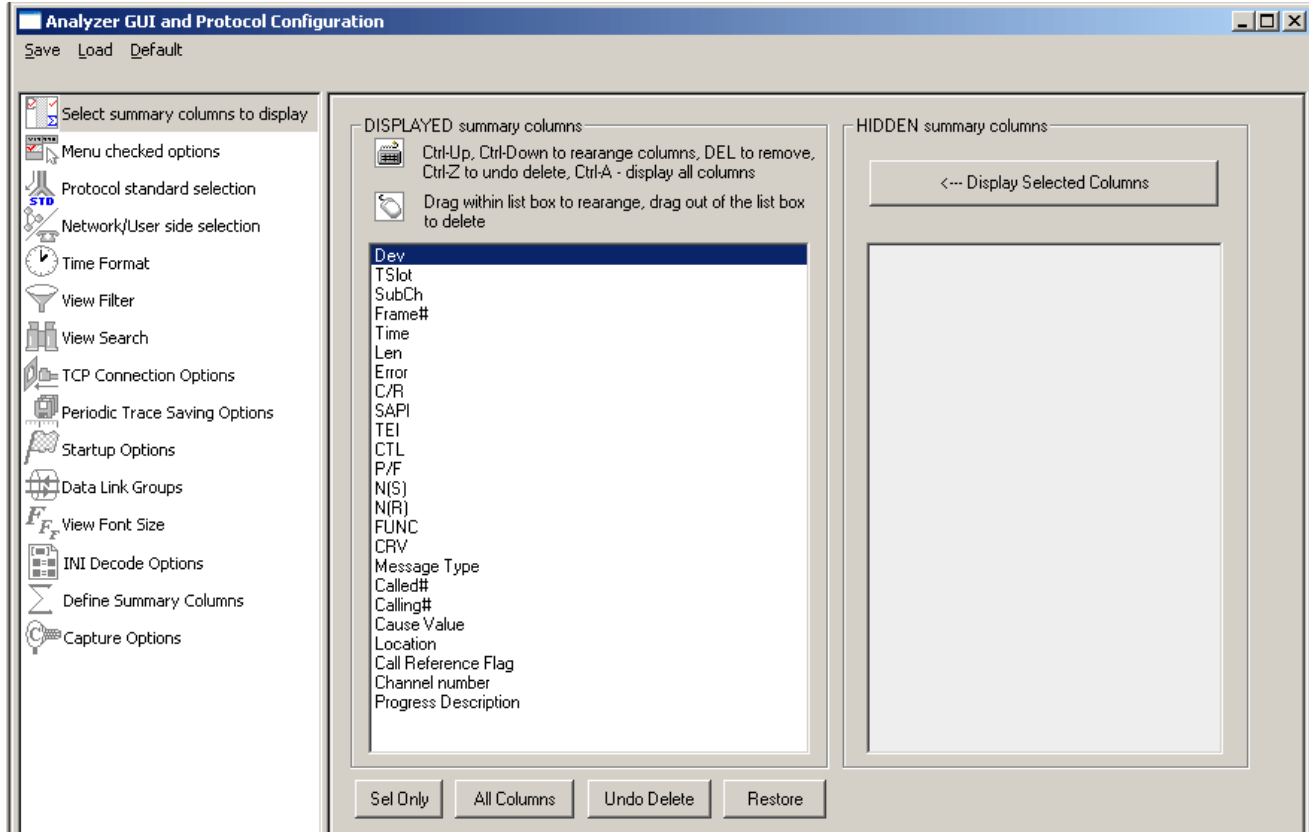 Analyzer GUI and Protocol Configuration
Save Load Default
Select summary columns to display
Menu checked options
STD
Protocol standard selection
Network/User side selection
Time Format
View Filter
View Search
TCP Connection Options
Periodic Trace Saving Options
Startup Options
Data Link Groups
View Font Size
INI Decode Options
Define Summary Columns
Capture Options
DISPLAYED summary columns
Ctrl-Up, Ctrl-Down to rearange columns, DEL to remove,
Ctrl-Z to undo delete, Ctrl-A - display all columns
Drag within list box to rearange, drag out of the list box
to delete
Dev
TSlot
SubCh
Frame#
Time
Len
Error
C/R
SAPI
TEI
CTL
P/F
N(S)
N(R)
FUNC
CRV
Message Type
Called#
Calling#
Cause Value
Location
Call Reference Flag
Channel number
Progress Description
Sel Only All Columns Undo Delete Restore
HIDDEN summary columns
<--- Display Selected Columns